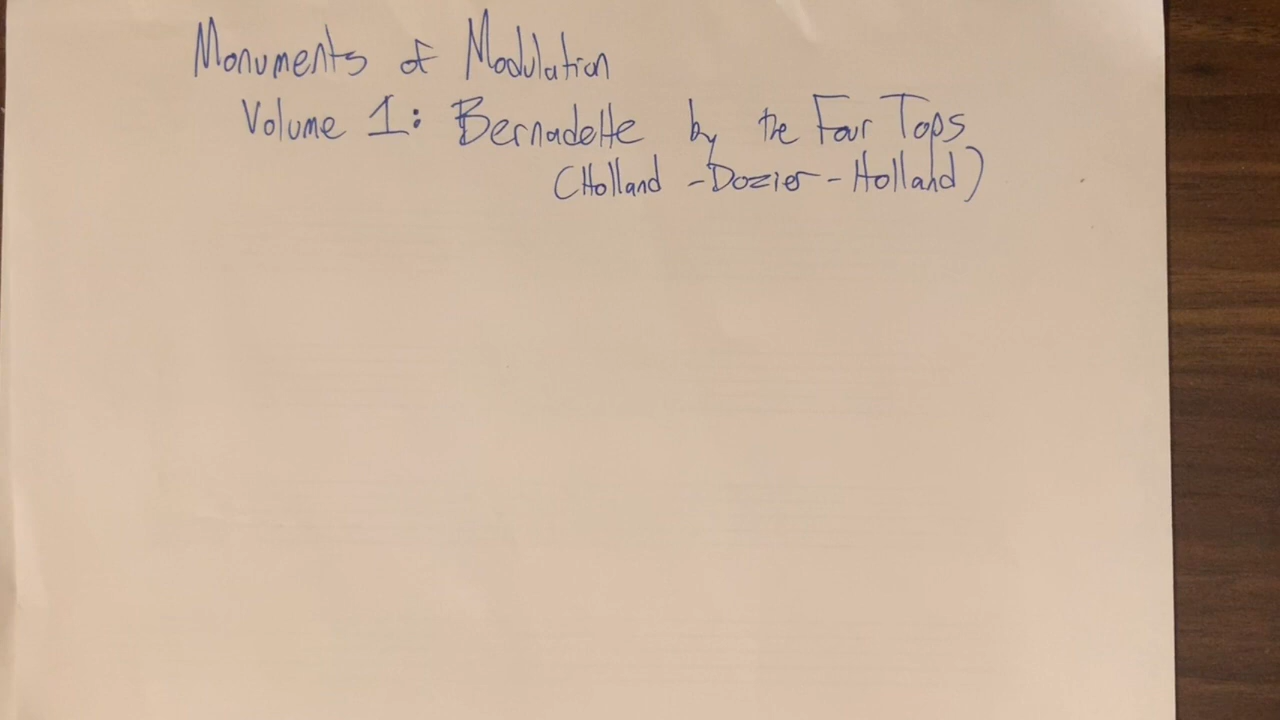 Monuments of Modulation
Volume 1: Bernadette by the Four Tops
(Holland-Dozier-Holland)